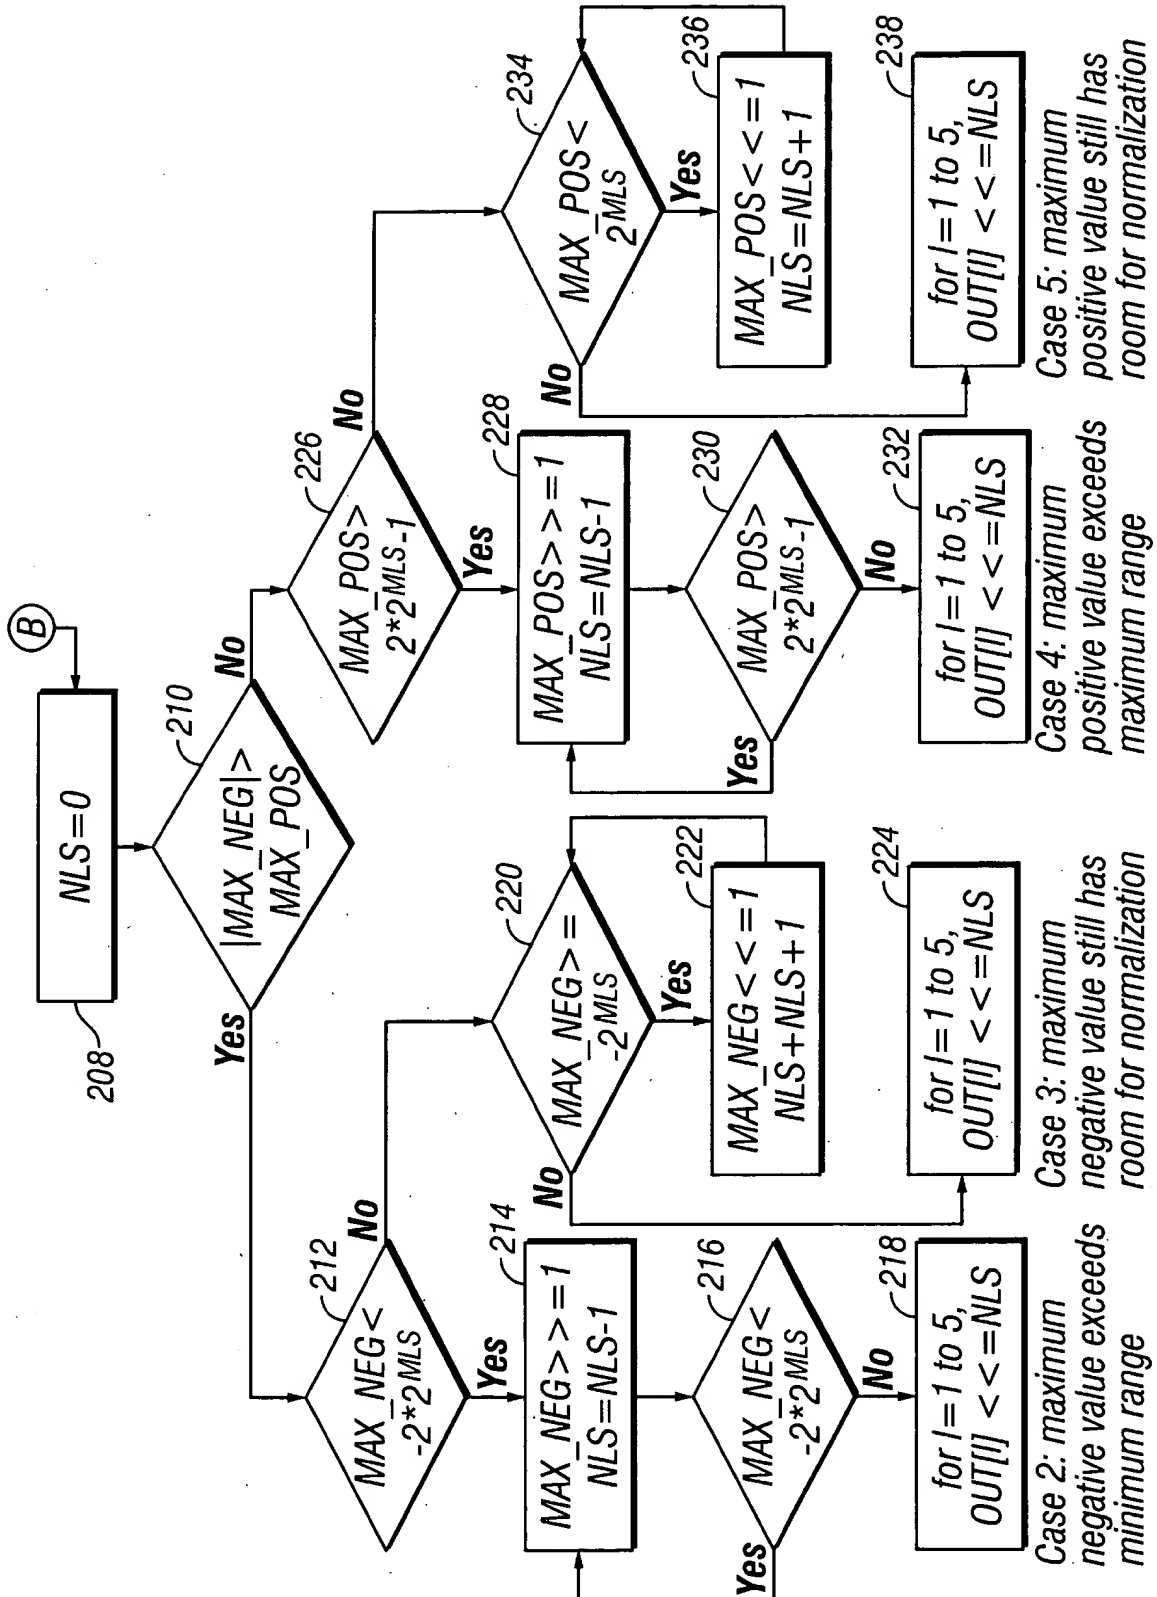 B
NLS=0
208
210
|MAX_NEG|>
MAX_POS
Yes
No
212
MAX_NEG<
-2*2^MLS
No
Yes
214
MAX_NEG>>=1
NLS=NLS-1
216
MAX_NEG<
-2*2^MLS
Yes
No
218
for I=1 to 5,
OUT[I] <<=NLS
Case 2: maximum
negative value exceeds
minimum range
220
MAX_NEG>=
-2^MLS
No
Yes
222
MAX_NEG<<=1
NLS+NLS+1
224
for I=1 to 5,
OUT[I] <<=NLS
Case 3: maximum
negative value still has
room for normalization
226
MAX_POS>
2*2^MLS-1
No
Yes
228
MAX_POS>>=1
NLS=NLS-1
230
MAX_POS>
2*2^MLS-1
Yes
No
232
for I=1 to 5,
OUT[I] <<=NLS
Case 4: maximum
positive value exceeds
maximum range
234
MAX_POS<
2^MLS
No
Yes
236
MAX_POS<<=1
NLS=NLS+1
238
for I=1 to 5,
OUT[I] <<=NLS
Case 5: maximum
positive value still has
room for normalization